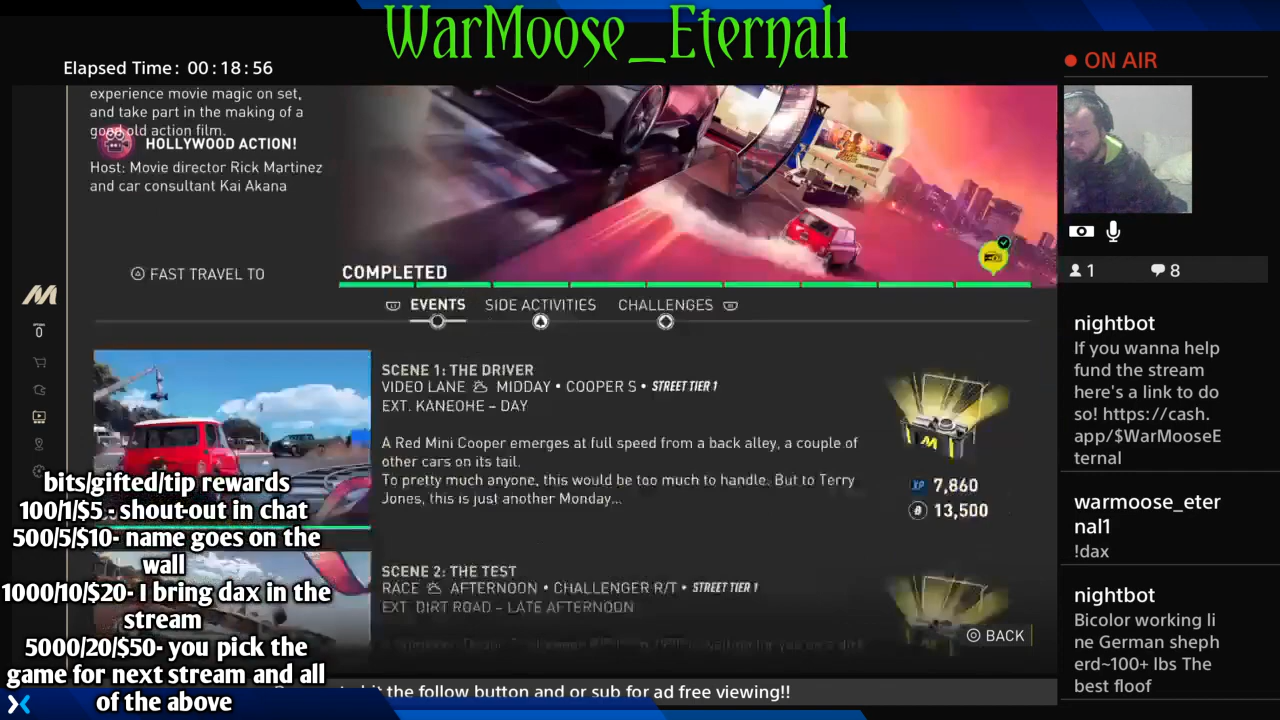 WarMoose_Eternal1
Elapsed Time: 00:18:56
ON AIR
experience movie magic on set,
and take part in the making of a
good old action film.
HOLLYWOOD ACTION!
Host: Movie director Rick Martinez
and car consultant Kai Akana
FAST TRAVEL TO
COMPLETED
EVENTS
SIDE ACTIVITIES
CHALLENGES
0
SCENE 1: THE DRIVER
VIDEO LANE MIDDAY • COOPER S • STREET TIER 1
EXT. KANEOHE – DAY
A Red Mini Cooper emerges at full speed from a back alley, a couple of
other cars on its tail.
To pretty much anyone, this would be too much to handle. But to Terry
Jones, this is just another Monday...
XP 7,860
13,500
SCENE 2: THE TEST
RACE AFTERNOON • CHALLENGER R/T • STREET TIER 1
EXT. DIRT ROAD – LATE AFTERNOON
BACK
bits/gifted/tip rewards
100/1/$5 - shout-out in chat
500/5/$10- name goes on the
wall
1000/10/$20- I bring dax in the
stream
5000/20/$50- you pick the
game for next stream and all
of the above
hit the follow button and or sub for ad free viewing!!
1
8
nightbot
If you wanna help
fund the stream
here's a link to do
so! https://cash.
app/$WarMooseE
ternal
warmoose_eter
nal1
!dax
nightbot
Bicolor working li
ne German sheph
erd~100+ lbs The
best floof